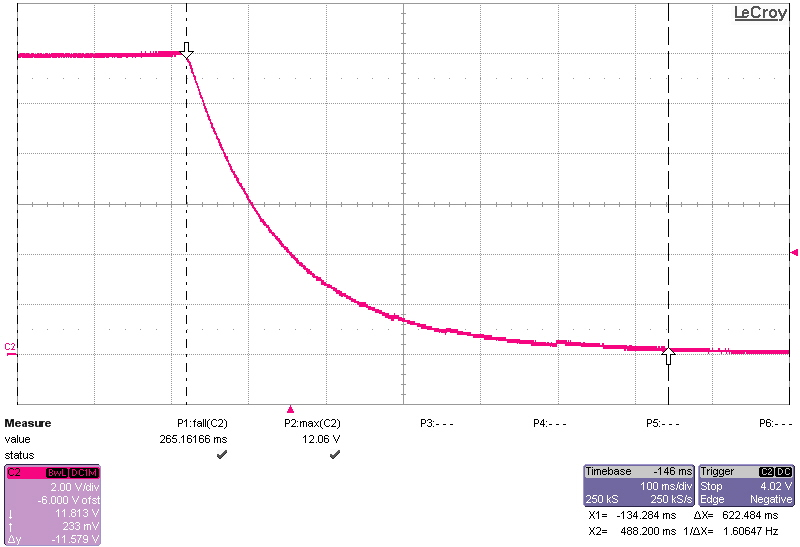 LeCroy
C2
Measure P1:fall(C2) P2:max(C2) P3:--- P4:--- P5:--- P6:---
value 265.16166 ms 12.06 V
status
C2 BwL DC1M
2.00 V/div
-6.000 V ofst
↓ 11.813 V
↑ 233 mV
Δy -11.579 V
Timebase -146 ms
100 ms/div
250 kS 250 kS/s
Trigger C2 DC
Stop 4.02 V
Edge Negative
X1= -134.284 ms ΔX= 622.484 ms
X2= 488.200 ms 1/ΔX= 1.60647 Hz